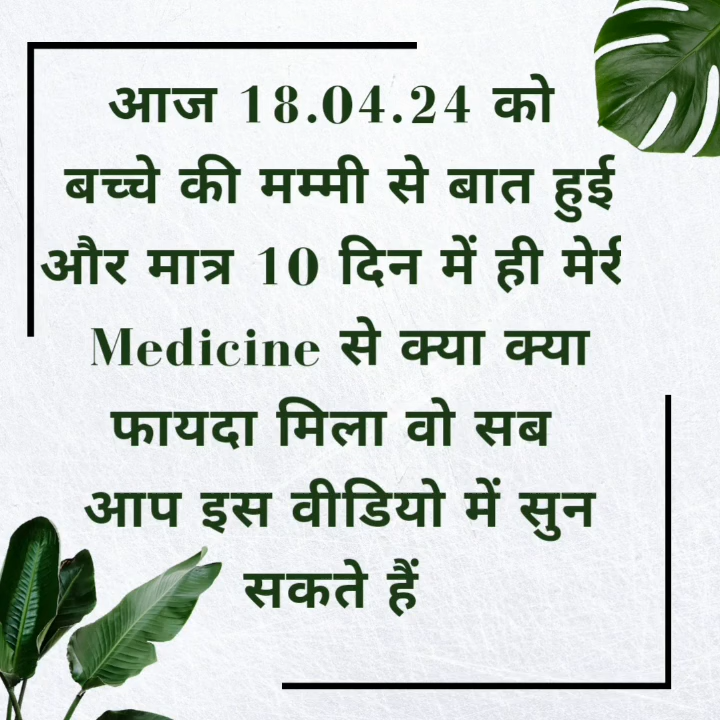 आज 18.04.24 को
बच्चे की मम्मी से बात हुई
और मात्र 10 दिन में ही मेरी
Medicine से क्या क्या
फायदा मिला वो सब
आप इस वीडियो में सुन
सकते हैं